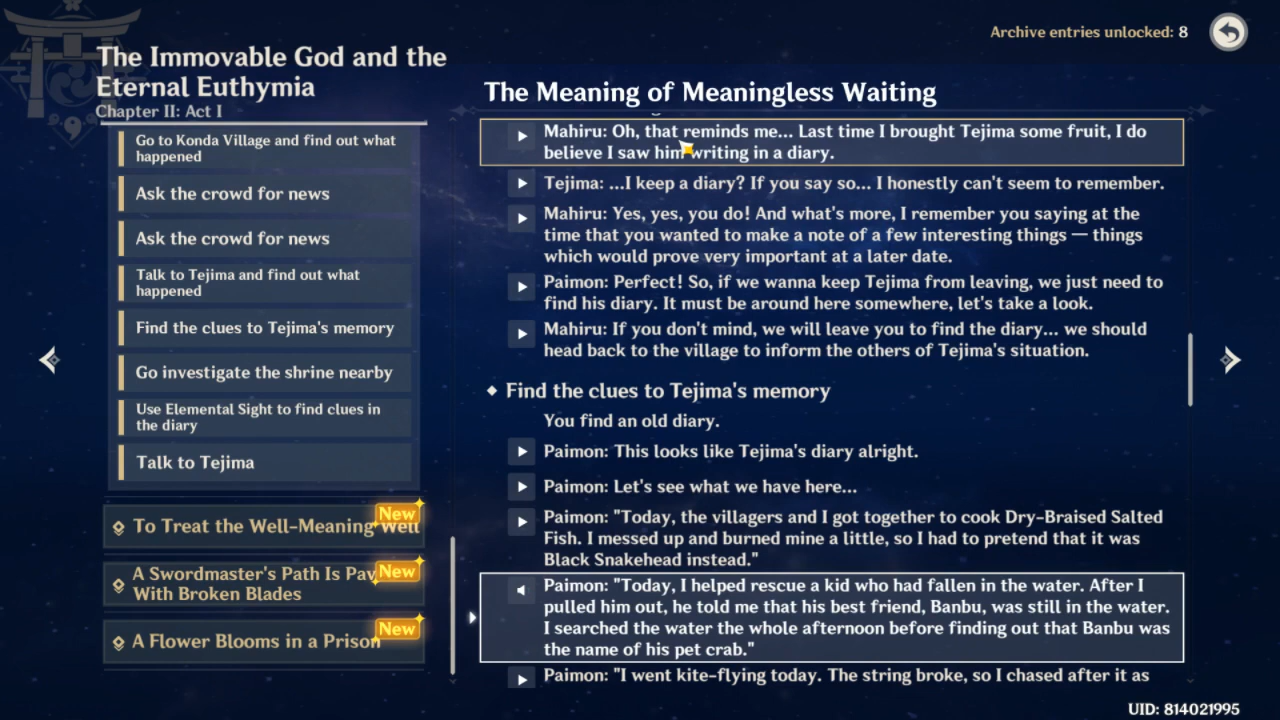 Archive entries unlocked: 8
The Immovable God and the
Eternal Euthymia
Chapter II: Act I
Go to Konda Village and find out what
happened
Ask the crowd for news
Ask the crowd for news
Talk to Tejima and find out what
happened
Find the clues to Tejima's memory
Go investigate the shrine nearby
Use Elemental Sight to find clues in
the diary
Talk to Tejima
New
To Treat the Well-Meaning Well
New
A Swordmaster's Path Is Pav
With Broken Blades
New
A Flower Blooms in a Prison
The Meaning of Meaningless Waiting
Mahiru: Oh, that reminds me... Last time I brought Tejima some fruit, I do
believe I saw him writing in a diary.
Tejima: ...I keep a diary? If you say so... I honestly can't seem to remember.
Mahiru: Yes, yes, you do! And what's more, I remember you saying at the
time that you wanted to make a note of a few interesting things — things
which would prove very important at a later date.
Paimon: Perfect! So, if we wanna keep Tejima from leaving, we just need to
find his diary. It must be around here somewhere, let's take a look.
Mahiru: If you don't mind, we will leave you to find the diary... we should
head back to the village to inform the others of Tejima's situation.
Find the clues to Tejima's memory
You find an old diary.
Paimon: This looks like Tejima's diary alright.
Paimon: Let's see what we have here...
Paimon: "Today, the villagers and I got together to cook Dry-Braised Salted
Fish. I messed up and burned mine a little, so I had to pretend that it was
Black Snakehead instead."
Paimon: "Today, I helped rescue a kid who had fallen in the water. After I
pulled him out, he told me that his best friend, Banbu, was still in the water.
I searched the water the whole afternoon before finding out that Banbu was
the name of his pet crab."
Paimon: "I went kite-flying today. The string broke, so I chased after it as
UID: 814021995